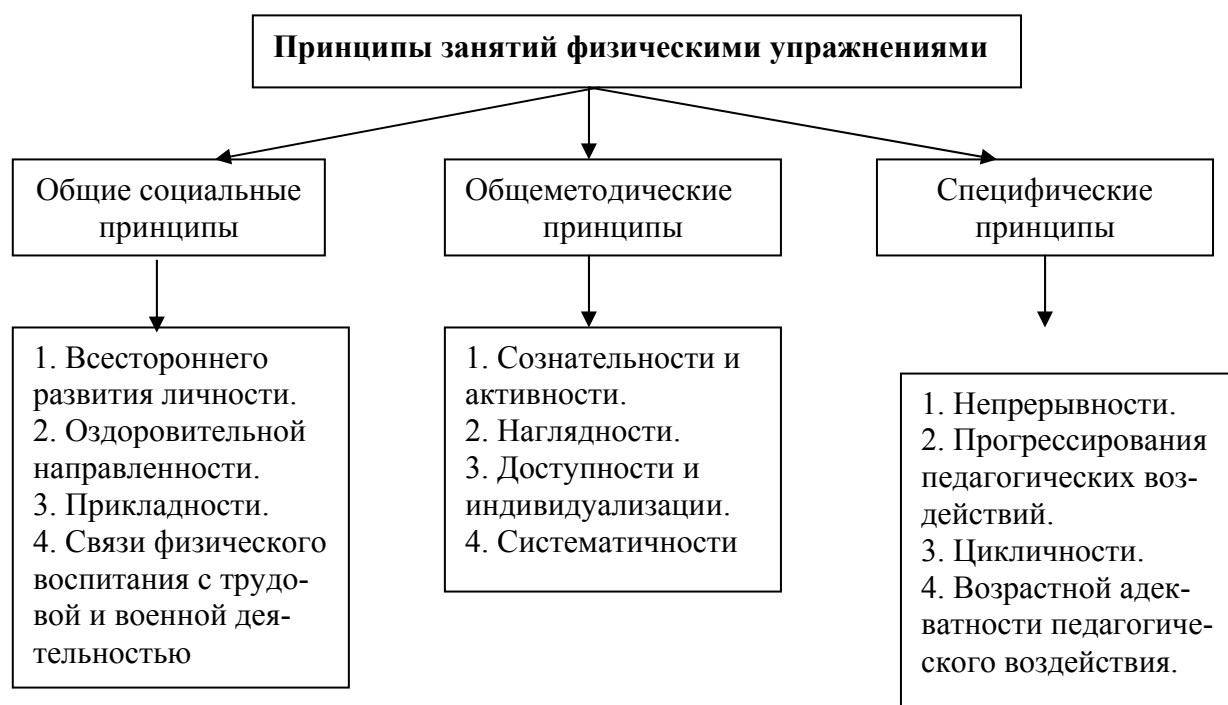 Принципы занятий физическими упражнениями
Общие социальные
принципы
Общеметодические
принципы
Специфические
принципы
1. Всестороннего
развития личности.
2. Оздоровительной
направленности.
3. Прикладности.
4. Связи физического
воспитания с трудо-
вой и военной дея-
тельностью
1. Сознательности и
активности.
2. Наглядности.
3. Доступности и
индивидуализации.
4. Систематичности
1. Непрерывности.
2. Прогрессирования
педагогических воз-
действий.
3. Цикличности.
4. Возрастной адек-
ватности педагогиче-
ского воздействия.